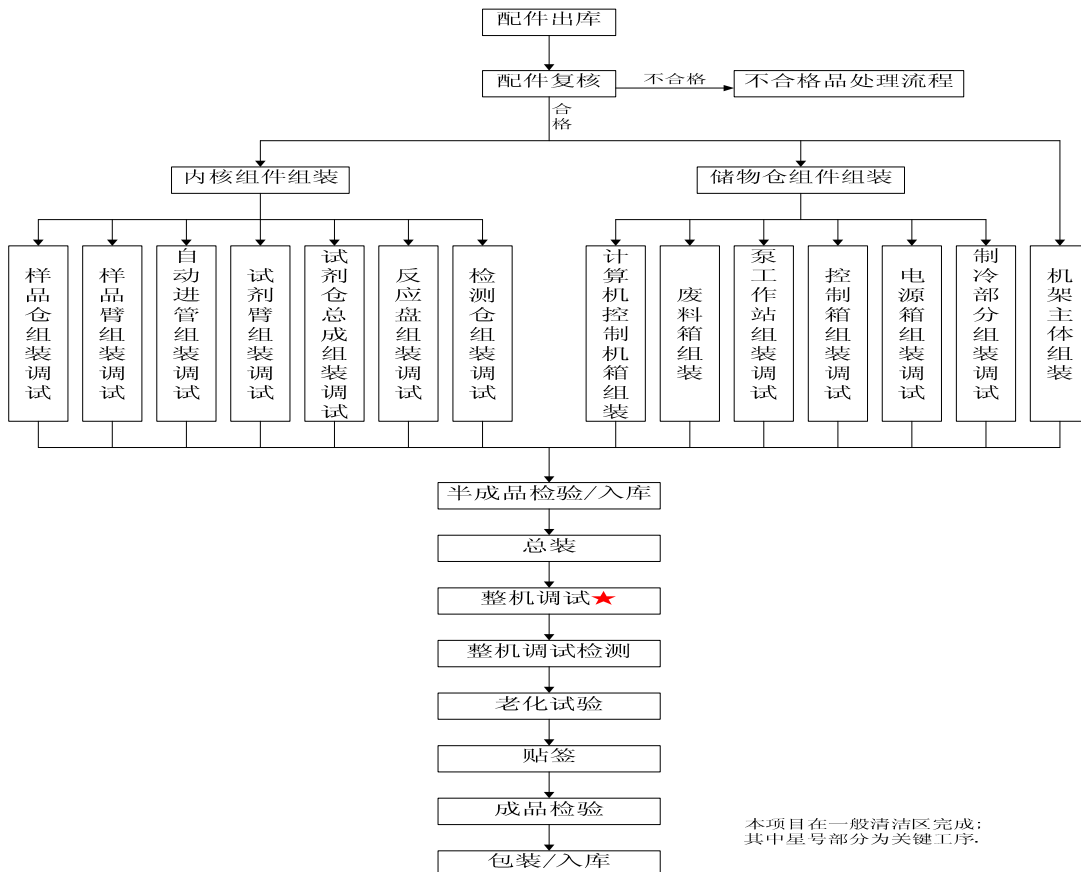 配件出库
配件复核
不合格
不合格品处理流程
合
格
内核组件组装
储物仓组件组装
样品仓组装调试
样品臂组装调试
自动进管组装调试
试剂臂组装调试
试剂仓总成组装调试
反应盘组装调试
检测仓组装调试
计算机控制机箱组装
废料箱组装
泵工作站组装调试
控制箱组装调试
电源箱组装调试
制冷部分组装调试
机架主体组装
半成品检验/入库
总装
整机调试★
整机调试检测
老化试验
贴签
成品检验
包装/入库
本项目在一般清洁区完成;
其中星号部分为关键工序.